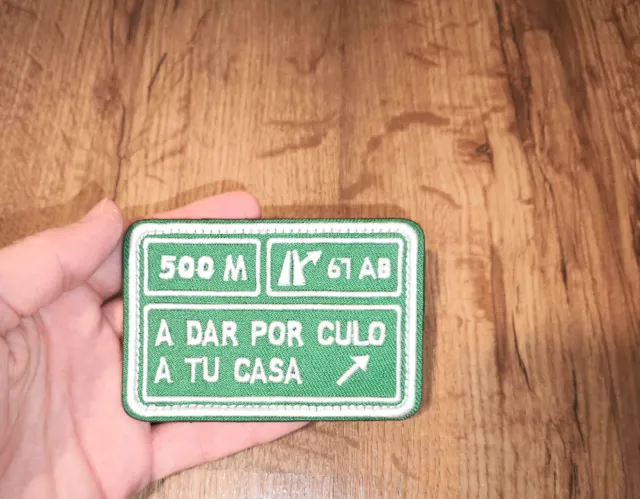 500 M
67 AB
A DAR POR CULO
A TU CASA